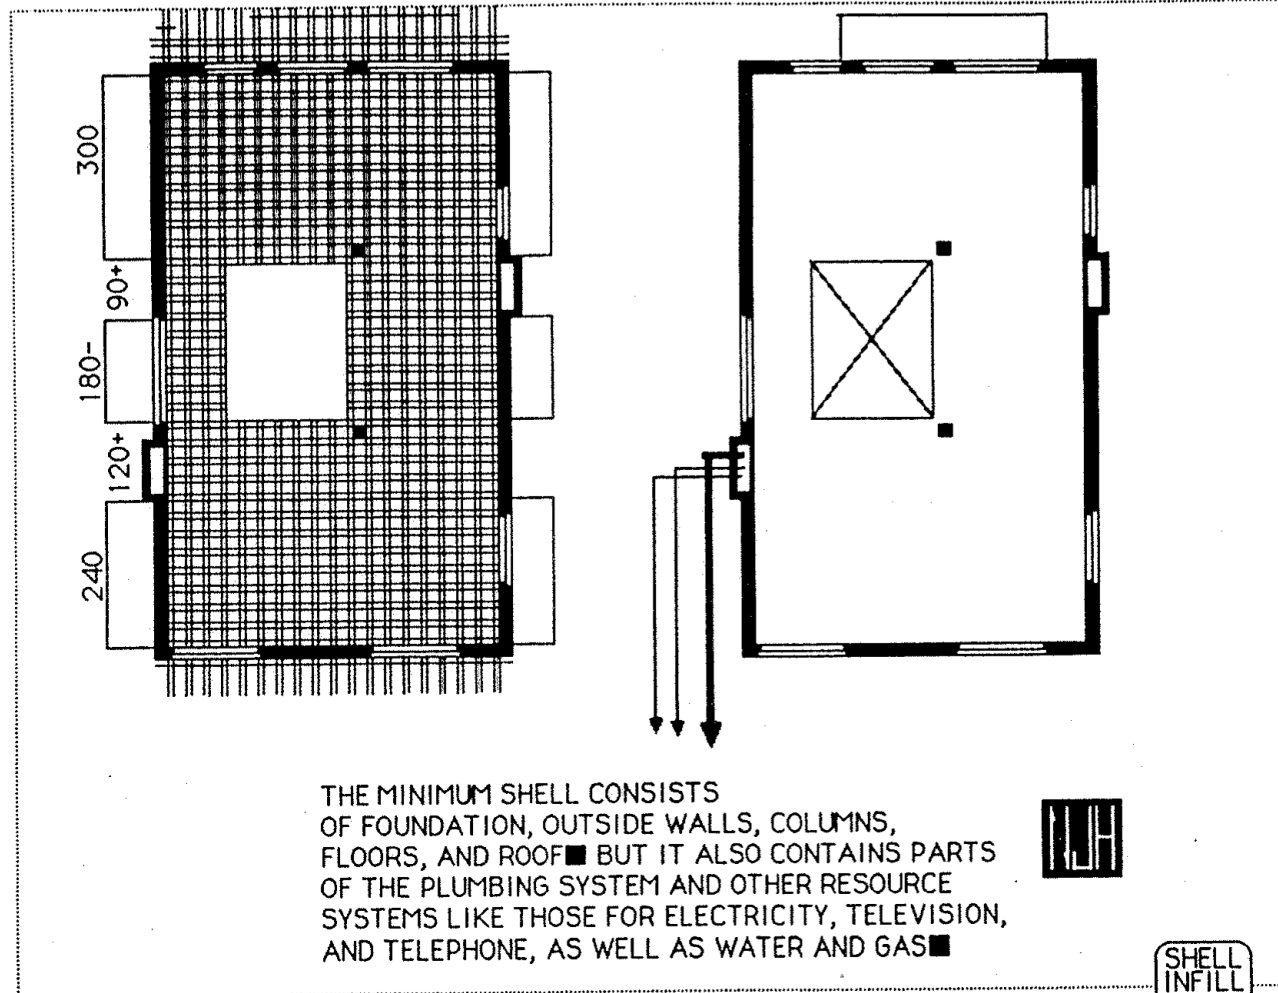 300
90+
180-
120+
240
THE MINIMUM SHELL CONSISTS
OF FOUNDATION, OUTSIDE WALLS, COLUMNS,
FLOORS, AND ROOF■ BUT IT ALSO CONTAINS PARTS
OF THE PLUMBING SYSTEM AND OTHER RESOURCE
SYSTEMS LIKE THOSE FOR ELECTRICITY, TELEVISION,
AND TELEPHONE, AS WELL AS WATER AND GAS■
SHELL
INFILL